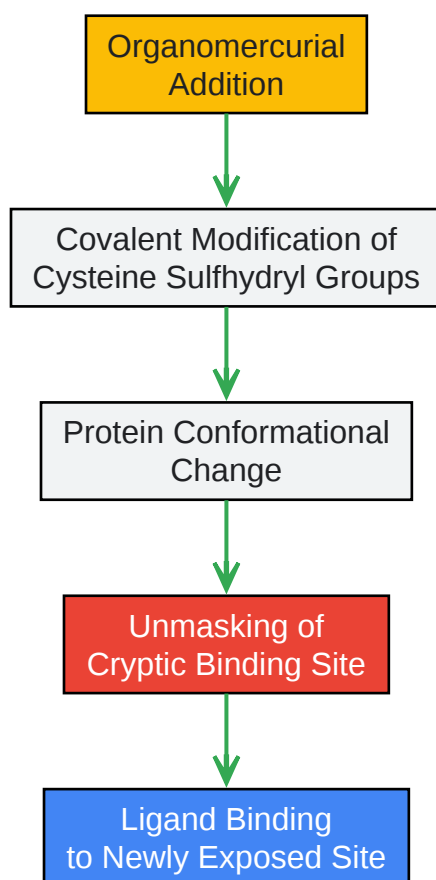 Organomercurial
Addition
Covalent Modification of
Cysteine Sulfhydryl Groups
Protein Conformational
Change
Unmasking of
Cryptic Binding Site
Ligand Binding
to Newly Exposed Site